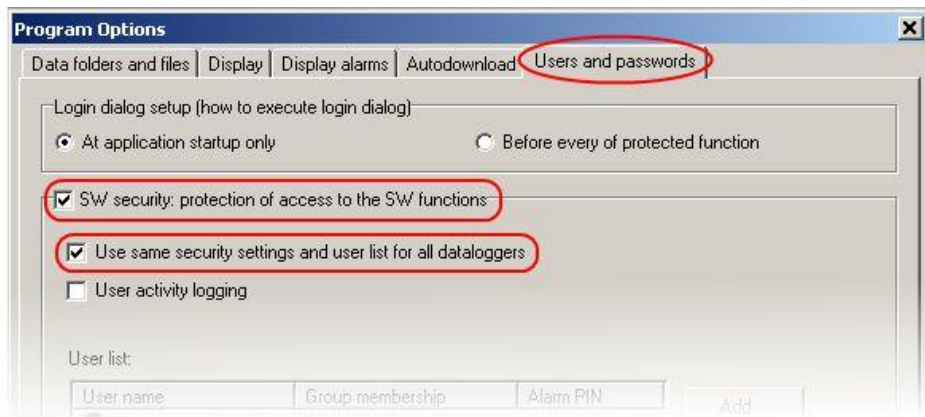 Program Options
Data folders and files Display Display alarms Autodownload Users and passwords
Login dialog setup (how to execute login dialog)
At application startup only Before every of protected function
SW security: protection of access to the SW functions
Use same security settings and user list for all dataloggers
User activity logging
User list:
User name Group membership Alarm PIN Add